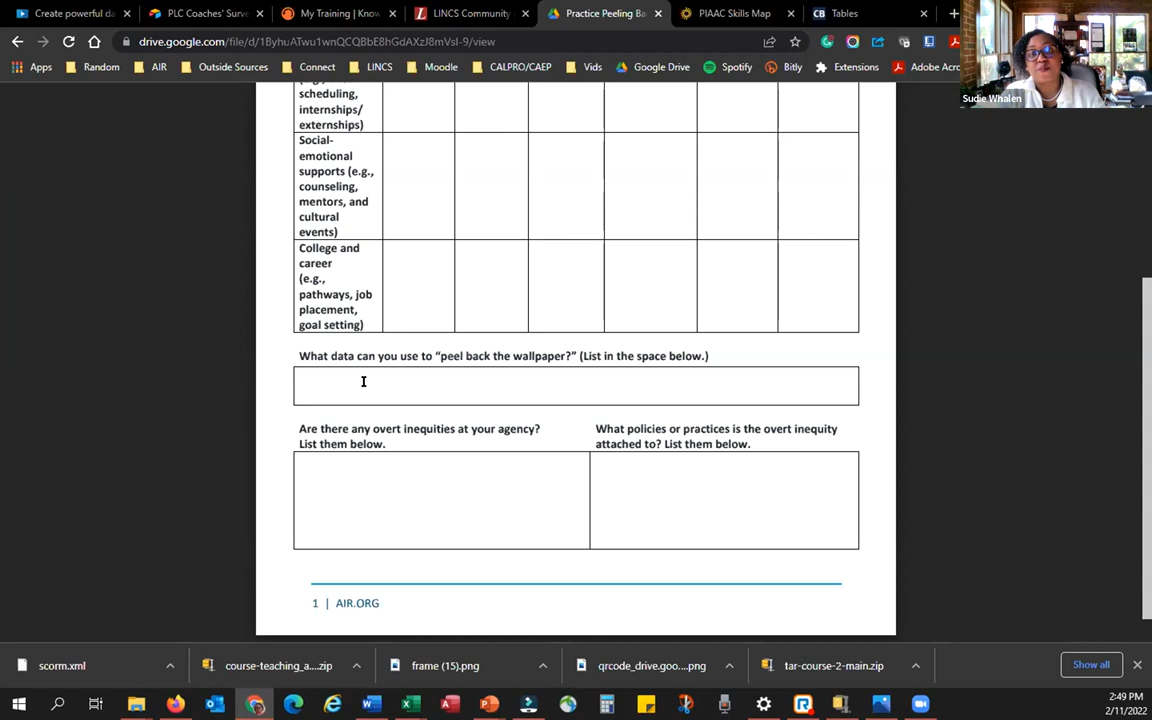 Create powerful da
PLC Coaches' Surve
My Training | Know
LINCS Community
Practice Peeling Ba
PIAAC Skills Map
Tables
drive.google.com/file/d/1ByhuATwu1wnQCQBbE8hGdAXzJ8mVsI-9/view
Apps
Random
AIR
Outside Sources
Connect
LINCS
Moodle
CALPRO/CAEP
Vids
Google Drive
Spotify
Bitly
Extensions
Adobe Acro
Sudie Whalen
scheduling,
internships/
externships)
Social-
emotional
supports (e.g.,
counseling,
mentors, and
cultural
events)
College and
career
(e.g.,
pathways, job
placement,
goal setting)
What data can you use to “peel back the wallpaper?” (List in the space below.)
Are there any overt inequities at your agency?
List them below.
What policies or practices is the overt inequity
attached to? List them below.
1 | AIR.ORG
scorm.xml
course-teaching_a....zip
frame (15).png
qrcode_drive.goo....png
tar-course-2-main.zip
Show all
2:49 PM
2/11/2022